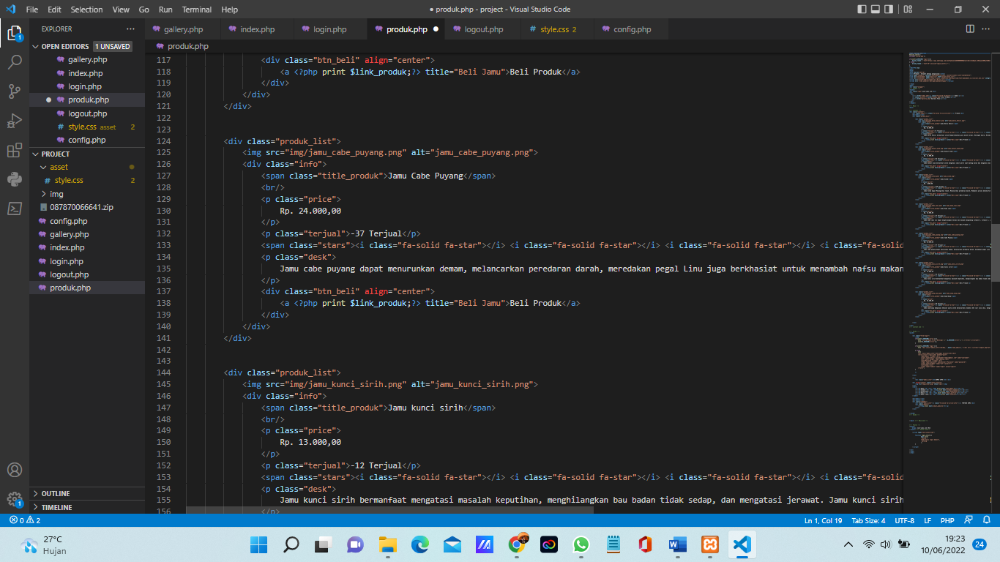 File Edit Selection View Go Run Terminal Help
● produk.php - project - Visual Studio Code
EXPLORER
gallery.php
index.php
login.php
produk.php ●
logout.php
style.css 2
config.php
OPEN EDITORS 1 UNSAVED
gallery.php
index.php
login.php
● produk.php
logout.php
style.css asset 2
config.php
PROJECT
asset
style.css 2
img
087870066641.zip
config.php
gallery.php
index.php
login.php
logout.php
produk.php
OUTLINE
TIMELINE
1
1
produk.php
117 <div class="btn_beli" align="center">
118 <a <?php print $link_produk;?> title="Beli Jamu">Beli Produk</a>
119 </div>
120 </div>
121 </div>
122
123
124 <div class="produk_list">
125 <img src="img/jamu_cabe_puyang.png" alt="jamu_cabe_puyang.png">
126 <div class="info">
127 <span class="title_produk">Jamu Cabe Puyang</span>
128 <br/>
129 <p class="price">
130 Rp. 24.000,00
131 </p>
132 <p class="terjual">-37 Terjual</p>
133 <span class="stars"><i class="fa-solid fa-star"></i> <i class="fa-solid fa-star"></i> <i class="fa-solid fa-star"></i> <i class="fa-solid
134 <p class="desk">
135 Jamu cabe puyang dapat menurunkan demam, melancarkan peredaran darah, meredakan pegal Linu juga berkhasiat untuk menambah nafsu makan
136 </p>
137 <div class="btn_beli" align="center">
138 <a <?php print $link_produk;?> title="Beli Jamu">Beli Produk</a>
139 </div>
140 </div>
141 </div>
142
143
144 <div class="produk_list">
145 <img src="img/jamu_kunci_sirih.png" alt="jamu_kunci_sirih.png">
146 <div class="info">
147 <span class="title_produk">Jamu kunci sirih</span>
148 <br/>
149 <p class="price">
150 Rp. 13.000,00
151 </p>
152 <p class="terjual">-12 Terjual</p>
153 <span class="stars"><i class="fa-solid fa-star"></i> <i class="fa-solid fa-star"></i> <i class="fa-solid fa-star"></i> <i class="fa-solid
154 <p class="desk">
155 Jamu kunci sirih bermanfaat mengatasi masalah keputihan, menghilangkan bau badan tidak sedap, dan mengatasi jerawat. Jamu kunci sirih
156 </p>
0 2
Ln 1, Col 19 Tab Size: 4 UTF-8 LF PHP
27°C
Hujan
19:23
10/06/2022
24